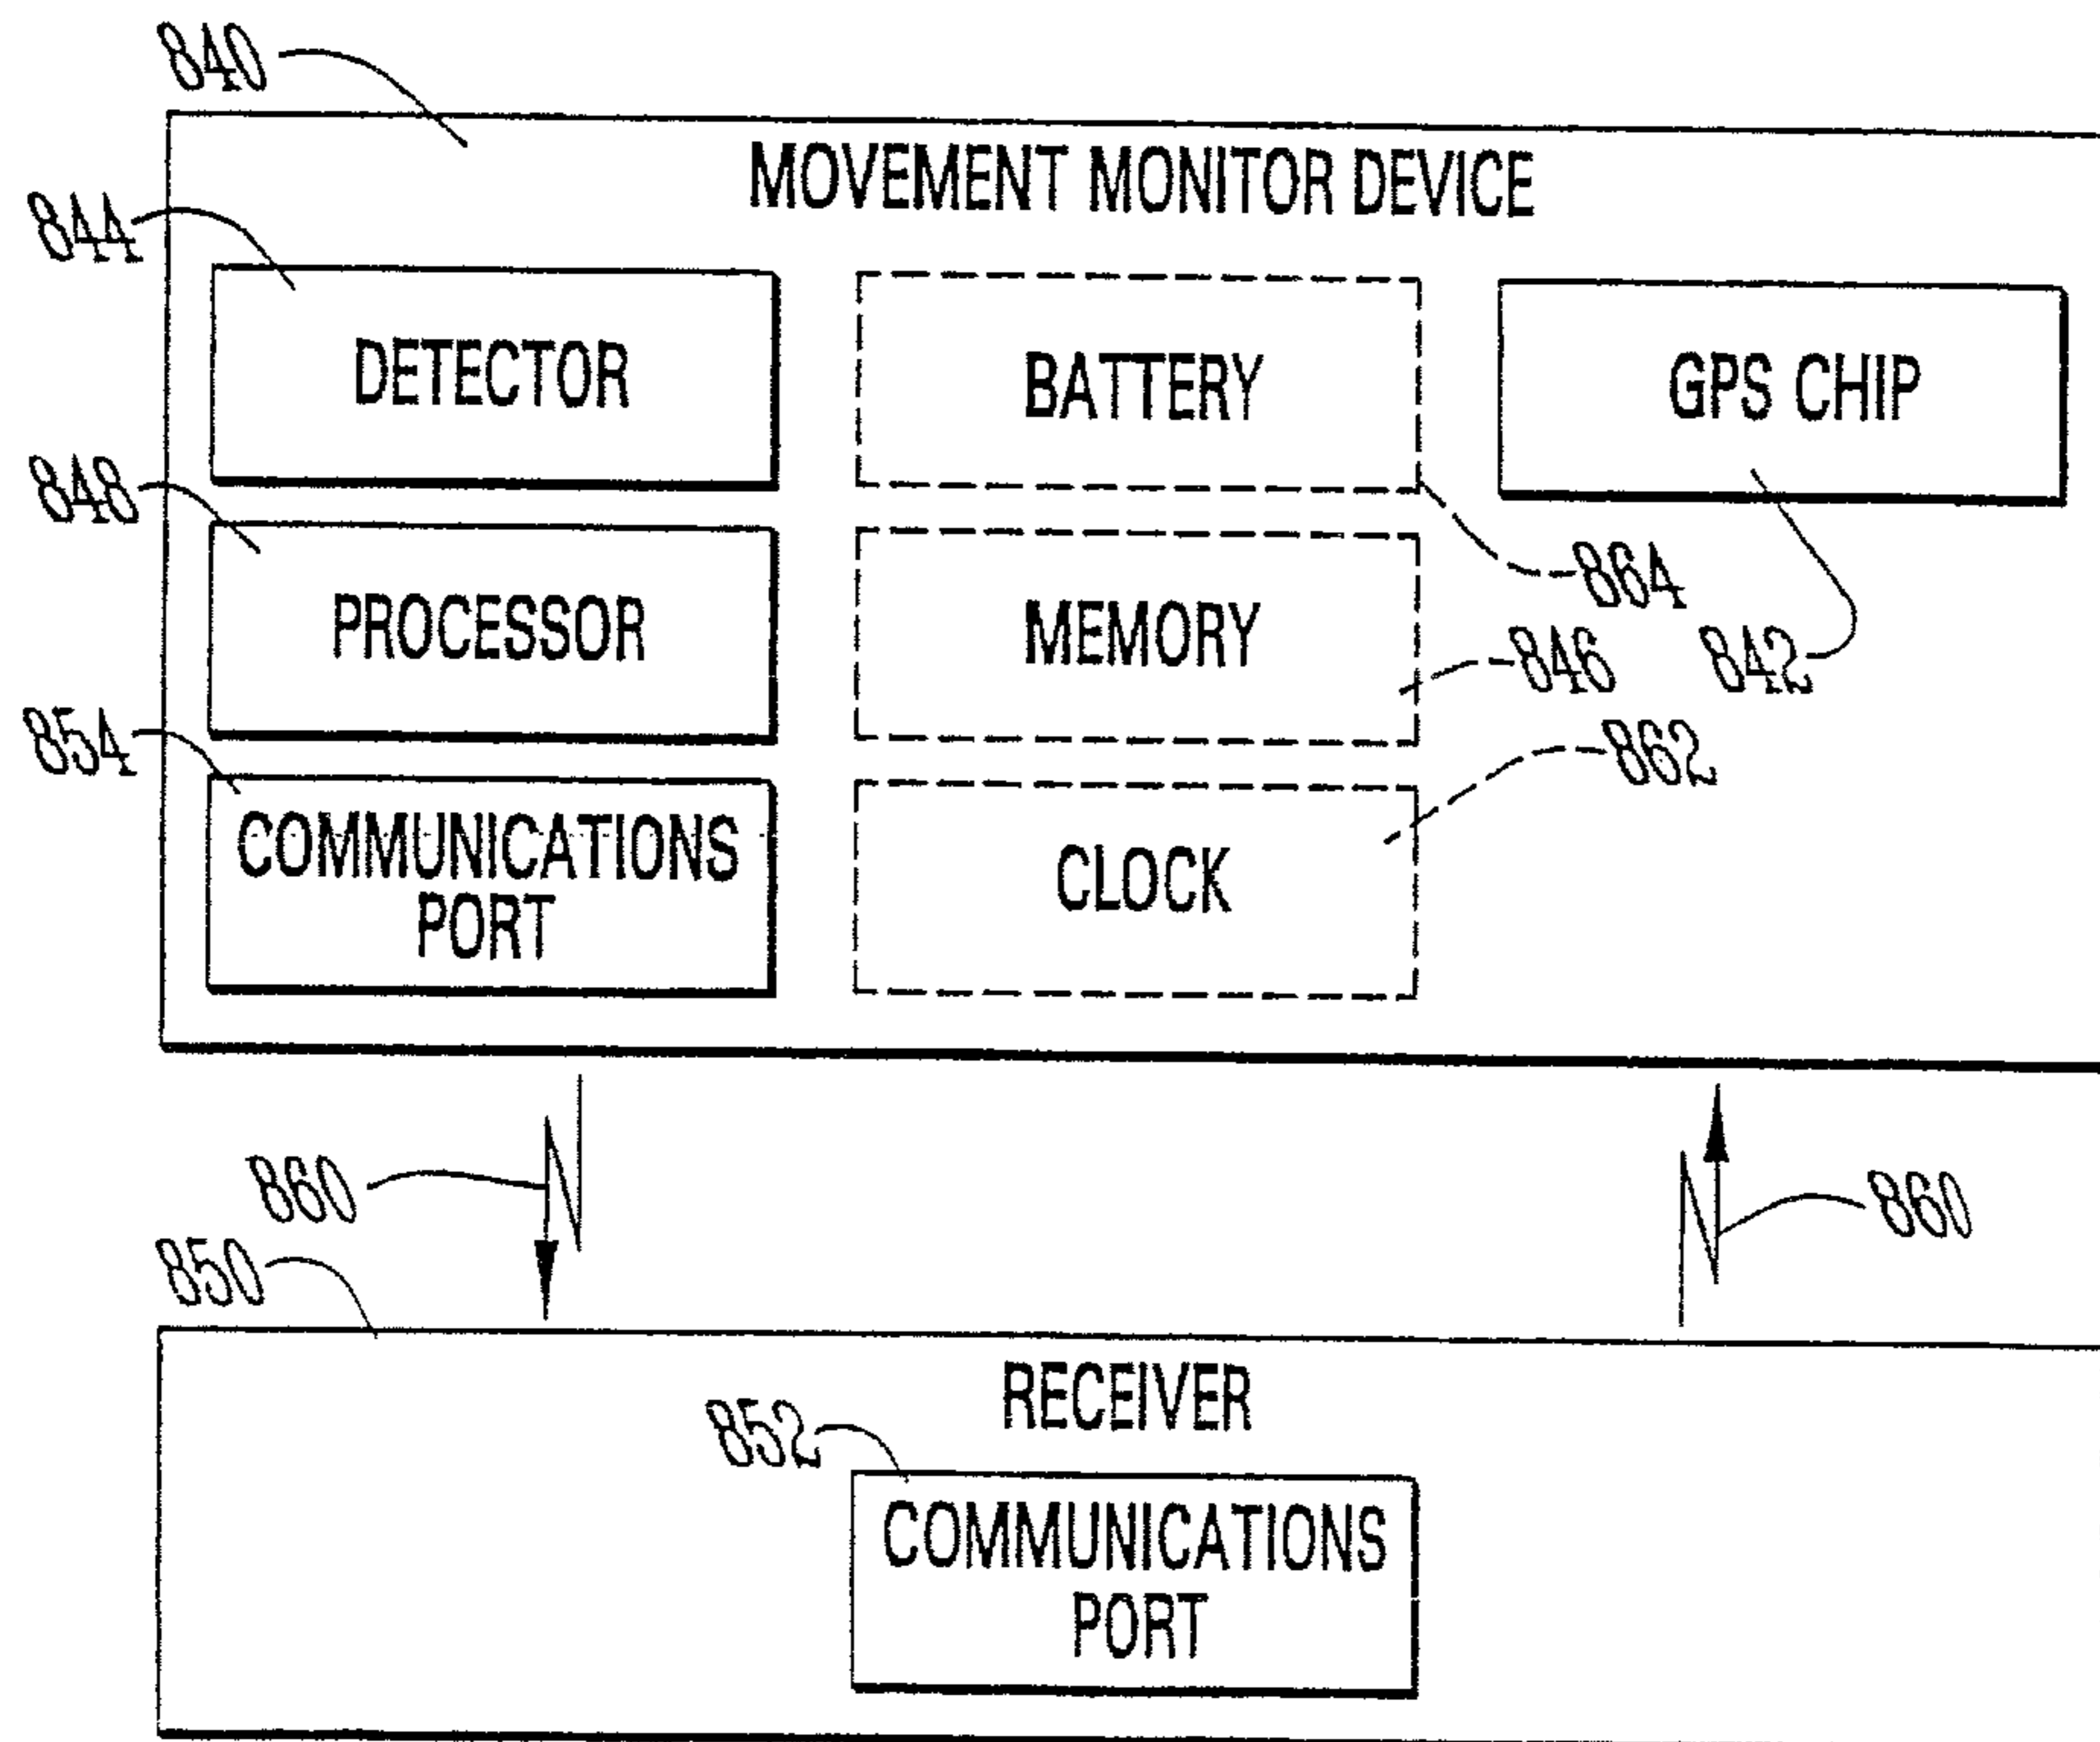 840
MOVEMENT MONITOR DEVICE
844
DETECTOR
BATTERY
GPS CHIP
848
864
PROCESSOR
MEMORY
846
842
854
862
COMMUNICATIONS
PORT
CLOCK
860
860
850
RECEIVER
852
COMMUNICATIONS
PORT